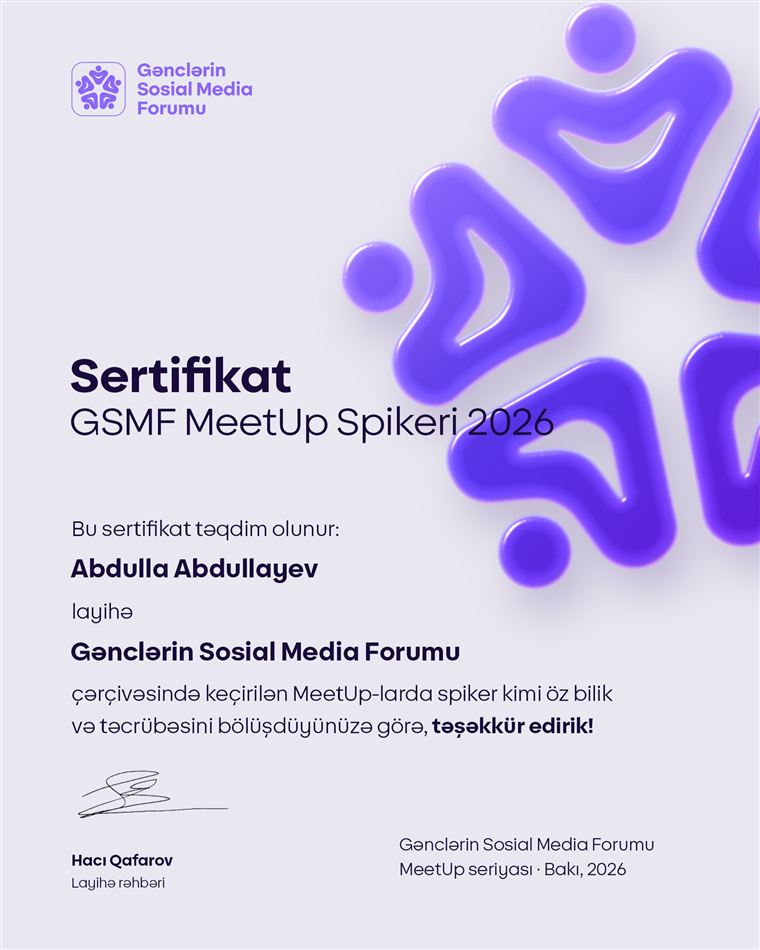 Gənclərin
Sosial Media
Forumu
Sertifikat
GSMF MeetUp Spikeri 2026
Bu sertifikat təqdim olunur:
Abdulla Abdullayev
layihə
Gənclərin Sosial Media Forumu
çərçivəsində keçirilən MeetUp-larda spiker kimi öz bilik
və təcrübəsini bölüşdüyünüzə görə, təşəkkür edirik!
Hacı Qafarov
Layihə rəhbəri
Gənclərin Sosial Media Forumu
MeetUp seriyası · Bakı, 2026